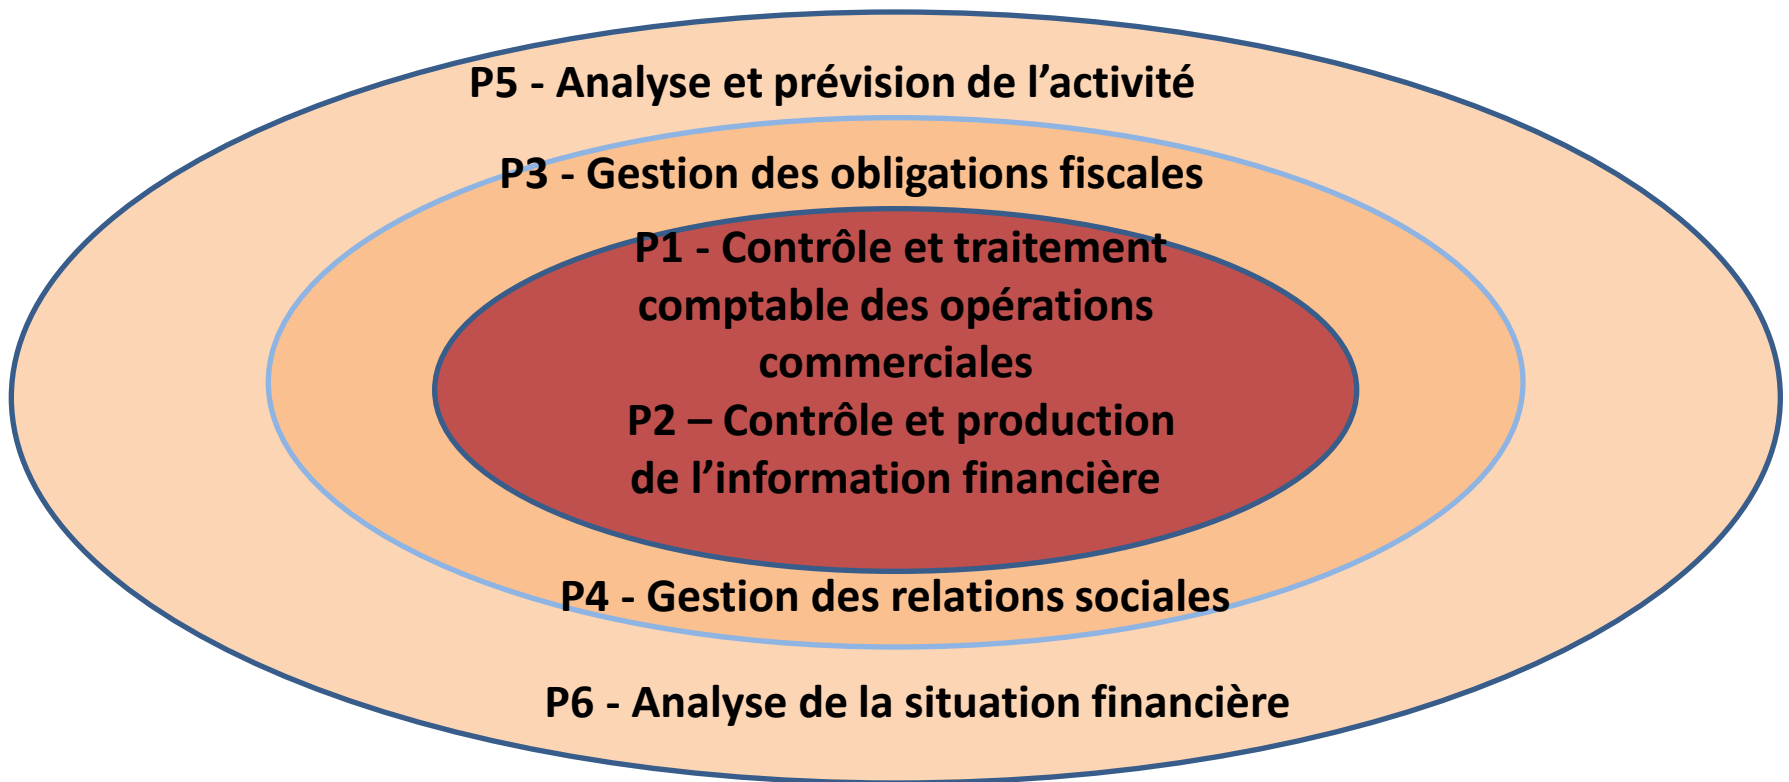 P5 - Analyse et prévision de l’activité
P3 - Gestion des obligations fiscales
P1 - Contrôle et traitement
comptable des opérations
commerciales
P2 – Contrôle et production
de l’information financière
P4 - Gestion des relations sociales
P6 - Analyse de la situation financière